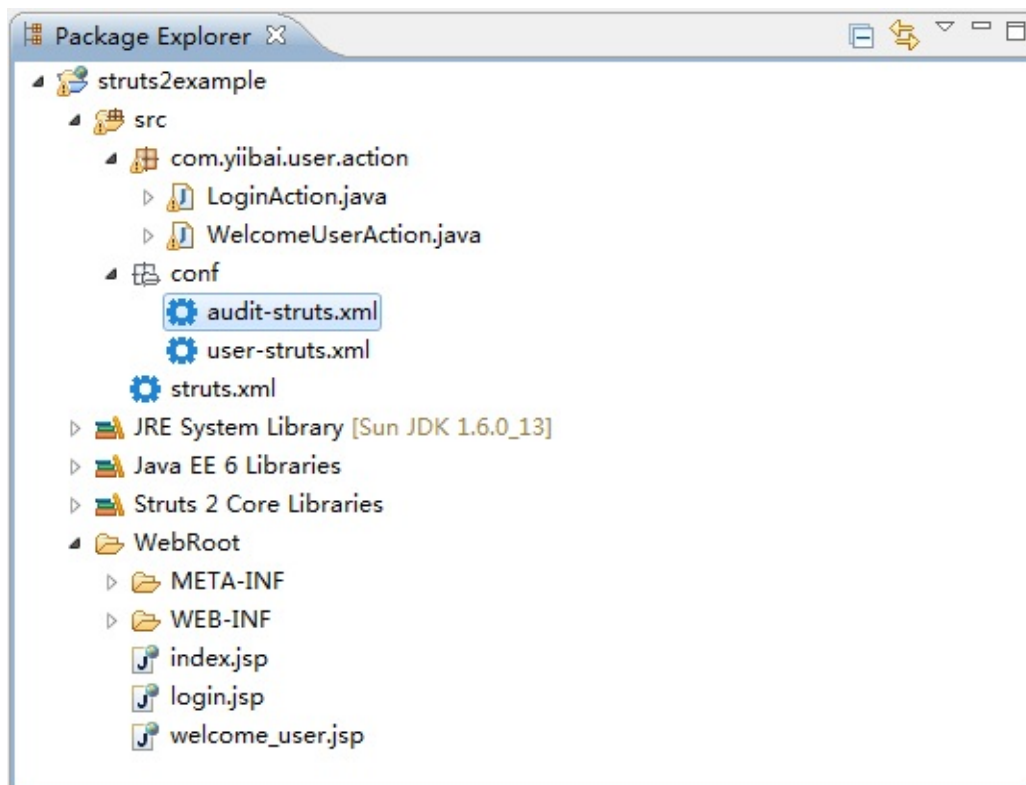 Package Explorer
struts2example
src
com.yiibai.user.action
LoginAction.java
WelcomeUserAction.java
conf
audit-struts.xml
user-struts.xml
struts.xml
JRE System Library [Sun JDK 1.6.0_13]
Java EE 6 Libraries
Struts 2 Core Libraries
WebRoot
META-INF
WEB-INF
index.jsp
login.jsp
welcome_user.jsp